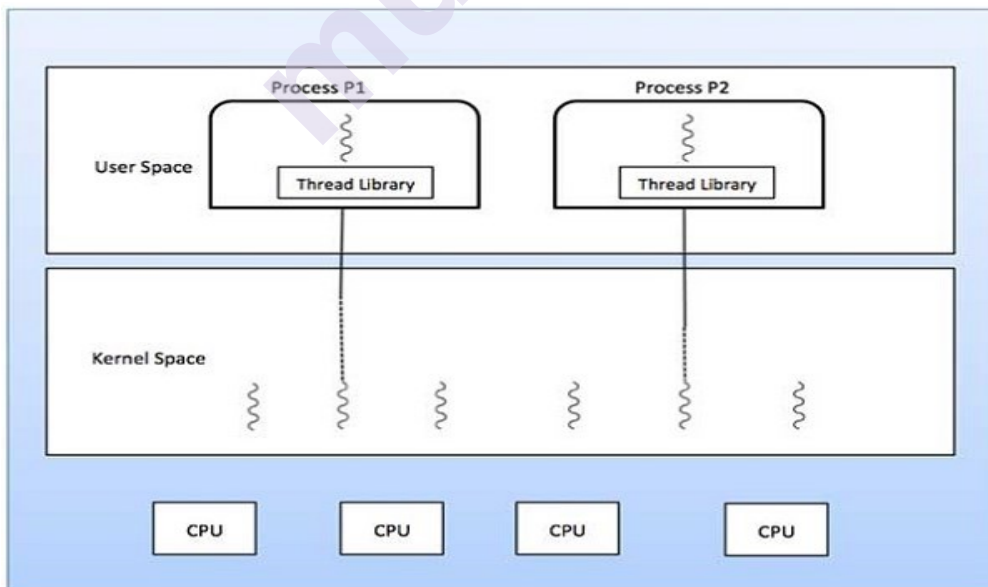 Process P1
Process P2
User Space
Thread Library
Thread Library
Kernel Space
CPU
CPU
CPU
CPU